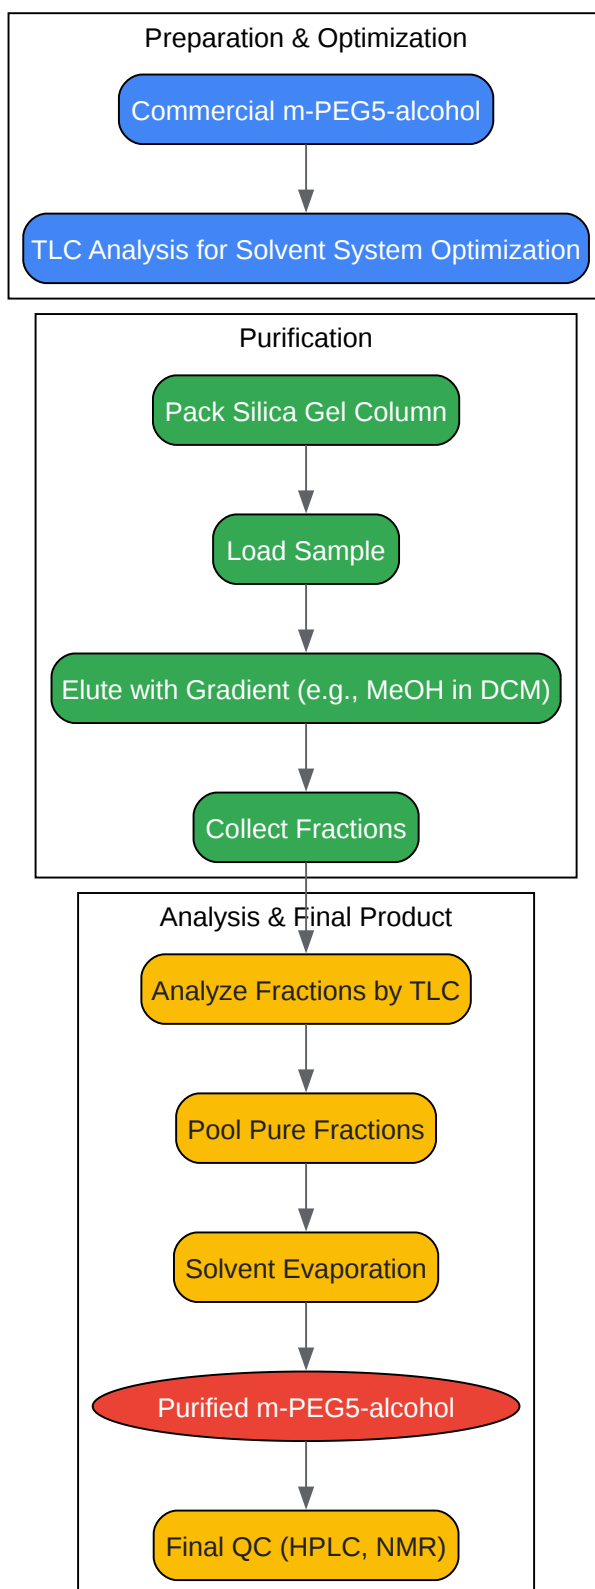 Preparation & Optimization
Commercial m-PEG5-alcohol
TLC Analysis for Solvent System Optimization
Purification
Pack Silica Gel Column
Load Sample
Elute with Gradient (e.g., MeOH in DCM)
Collect Fractions
Analysis & Final Product
Analyze Fractions by TLC
Pool Pure Fractions
Solvent Evaporation
Purified m-PEG5-alcohol
Final QC (HPLC, NMR)